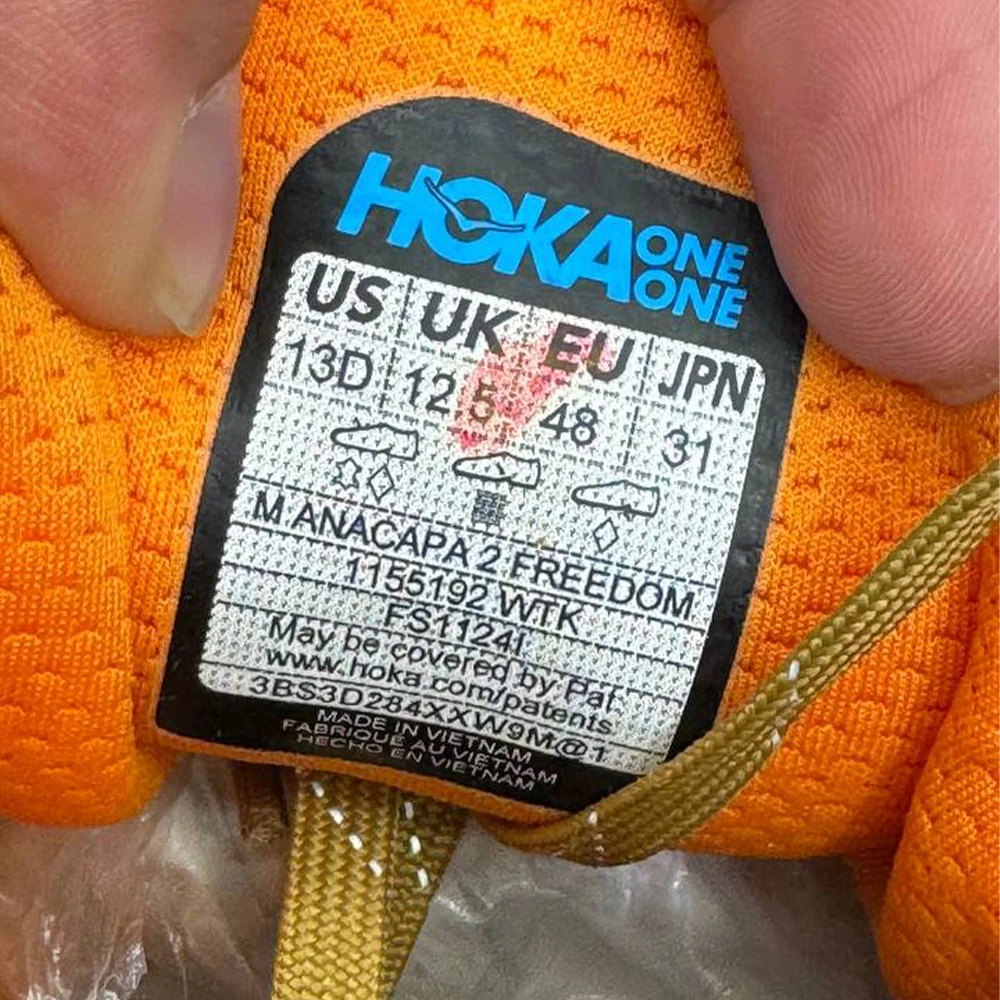 HOKA ONE ONE
US UK EU JPN
13D 12.5 48 31
M ANACAPA 2 FREEDOM
1155192 WTK
FS1124I
May be covered by Pat.
www.hoka.com/patents
3BS3D284XXW9M@1
MADE IN VIETNAM
FABRIQUÉ AU VIETNAM
HECHO EN VIETNAM